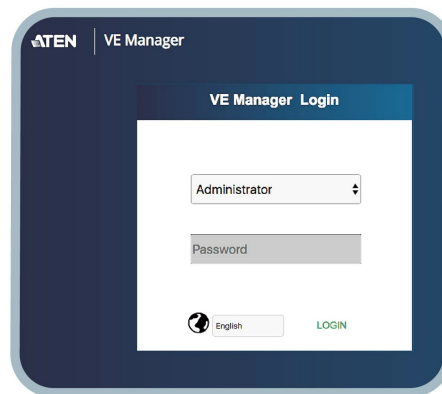 ATEN VE Manager
VE Manager Login
Administrator
Password
English LOGIN